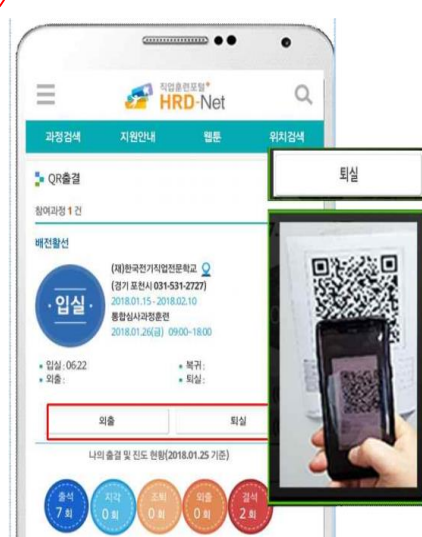 직업훈련포털
HRD-Net
과정검색 지원안내 웹툰 위치검색
QR출결
참여과정 1 건
배전활선
(재)한국전기직업전문학교
(경기 포천시 031-531-2727)
2018.01.15 - 2018.02.10
통합심사과정훈련
2018.01.26(금) 09:00~18:00
· 입실 ·
입실 : 06:22 복귀 :
외출 : 퇴실 :
외출 퇴실
나의 출결 및 진도 현황(2018.01.25 기준)
출석 지각 조퇴 외출 결석
7 회 0 회 0 회 0 회 2 회
퇴실